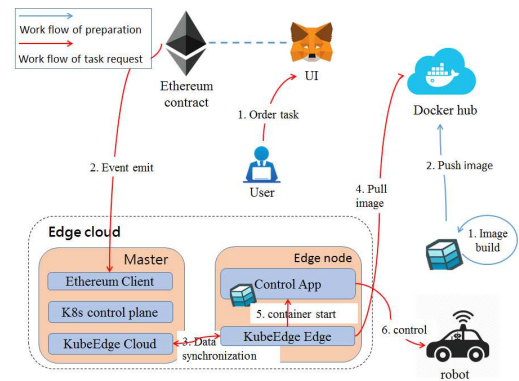 Work flow of preparation
Work flow of task request
Ethereum
contract
UI
Docker hub
1. Order task
2. Event emit
User
4. Pull
image
2. Push image
1. Image
build
Edge cloud
Master
Edge node
Ethereum Client
Control App
K8s control plane
5. container start
KubeEdge Cloud
3. Data
synchronization
KubeEdge Edge
6. control
robot